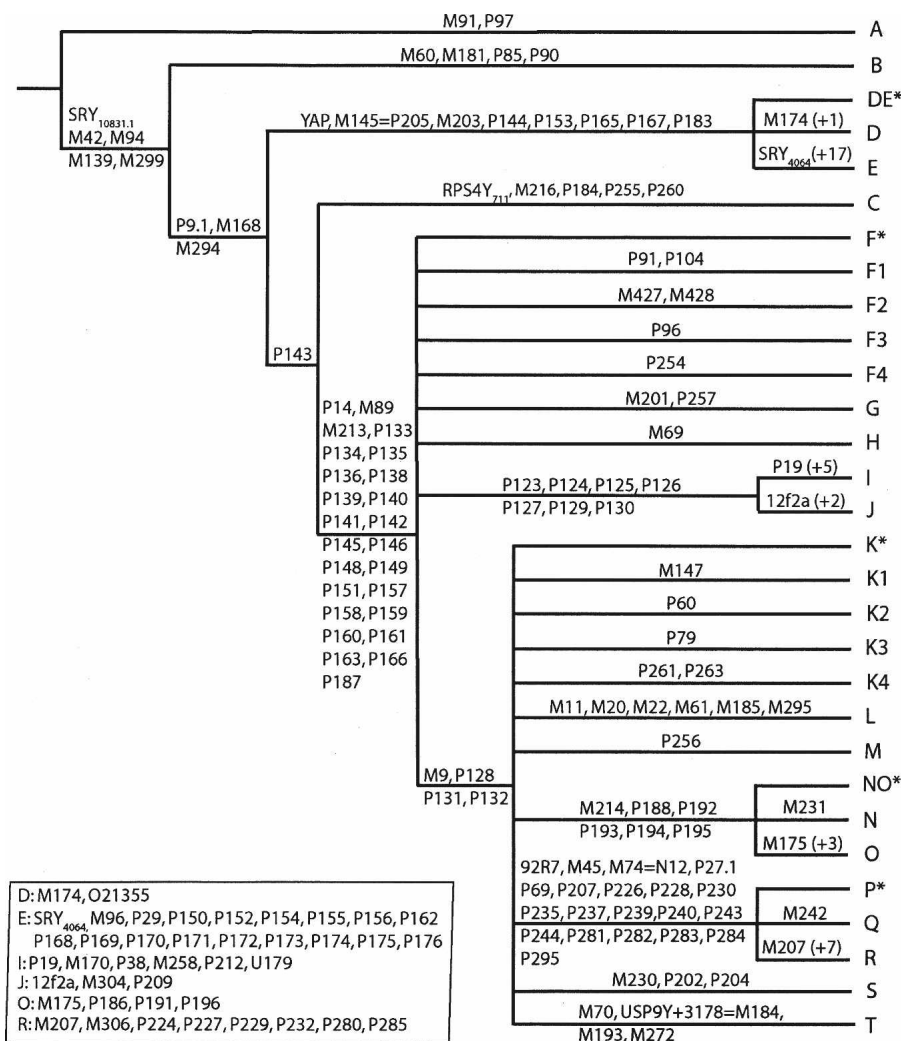 M91, P97
A
M60, M181, P85, P90
B
SRY10831.1
M42, M94
M139, M299
DE*
YAP, M145=P205, M203, P144, P153, P165, P167, P183
M174 (+1)
D
SRY4064 (+17)
E
P9.1, M168
M294
RPS4Y711, M216, P184, P255, P260
C
F*
P91, P104
F1
M427, M428
F2
P96
F3
P143
P254
F4
P14, M89
M213, P133
P134, P135
P136, P138
P139, P140
P141, P142
P145, P146
P148, P149
P151, P157
P158, P159
P160, P161
P163, P166
P187
M201, P257
G
M69
H
P123, P124, P125, P126
P127, P129, P130
P19 (+5)
I
12f2a (+2)
J
K*
M147
K1
P60
K2
P79
K3
P261, P263
K4
M11, M20, M22, M61, M185, M295
L
P256
M
M9, P128
P131, P132
NO*
M214, P188, P192
P193, P194, P195
M231
N
M175 (+3)
O
92R7, M45, M74=N12, P27.1
P69, P207, P226, P228, P230
P235, P237, P239, P240, P243
P244, P281, P282, P283, P284
P295
P*
M242
Q
M207 (+7)
R
M230, P202, P204
S
M70, USP9Y+3178=M184,
M193, M272
T
D: M174, O21355
E: SRY4064, M96, P29, P150, P152, P154, P155, P156, P162
P168, P169, P170, P171, P172, P173, P174, P175, P176
I: P19, M170, P38, M258, P212, U179
J: 12f2a, M304, P209
O: M175, P186, P191, P196
R: M207, M306, P224, P227, P229, P232, P280, P285